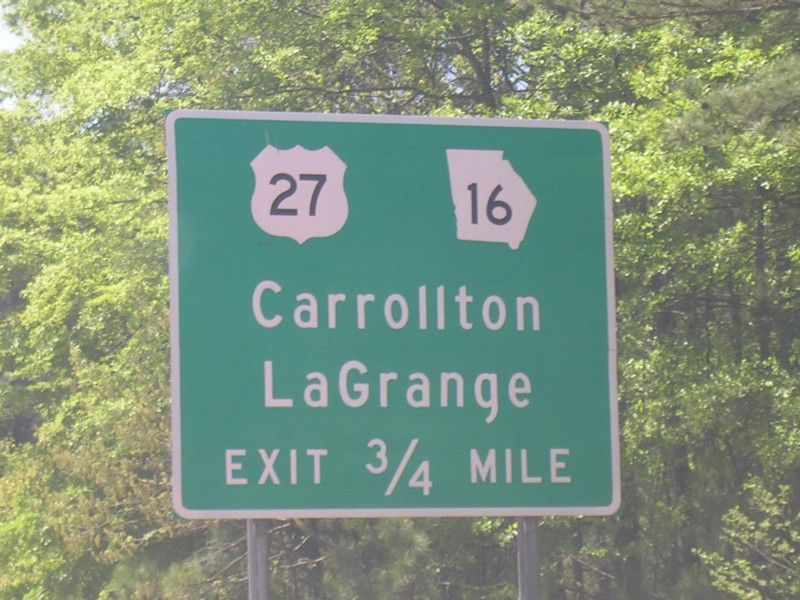 27 16
Carrollton
LaGrange
EXIT 3/4 MILE